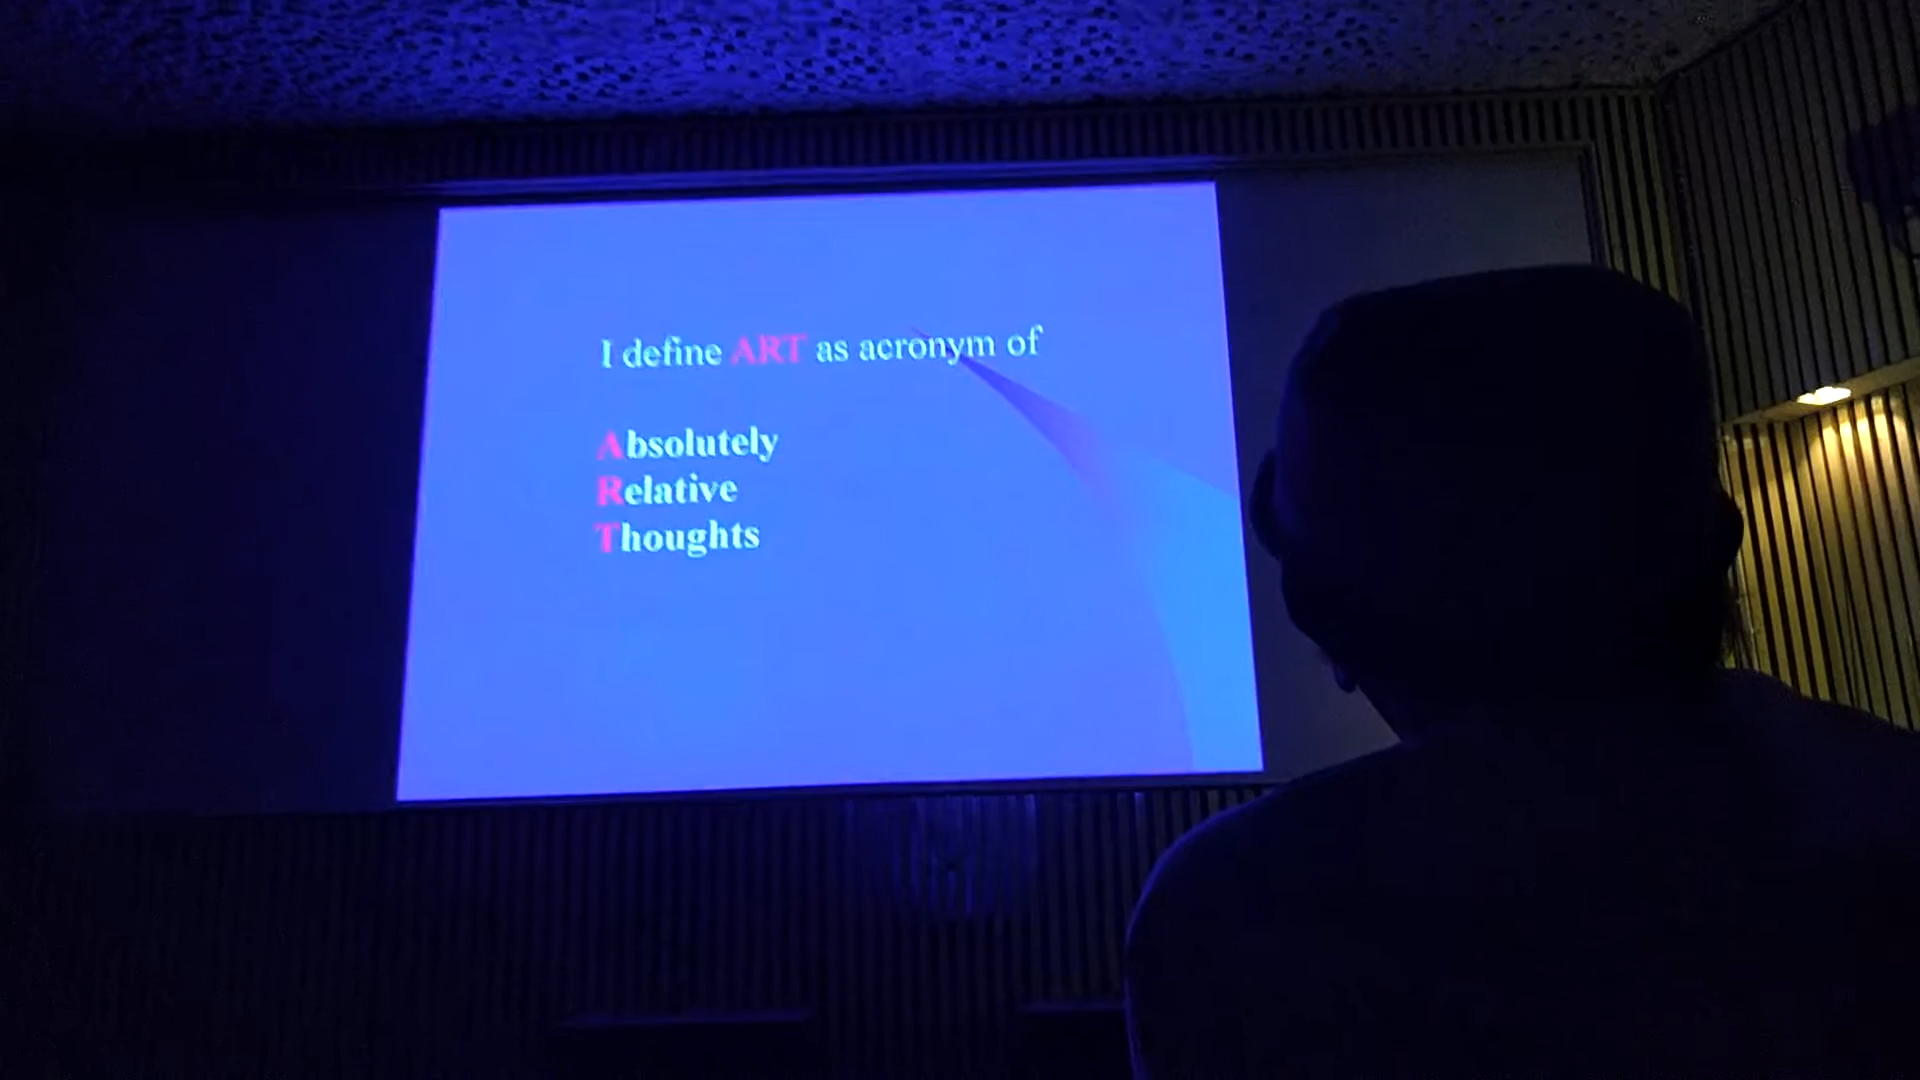 I define ART as acronym of
Absolutely
Relative
Thoughts